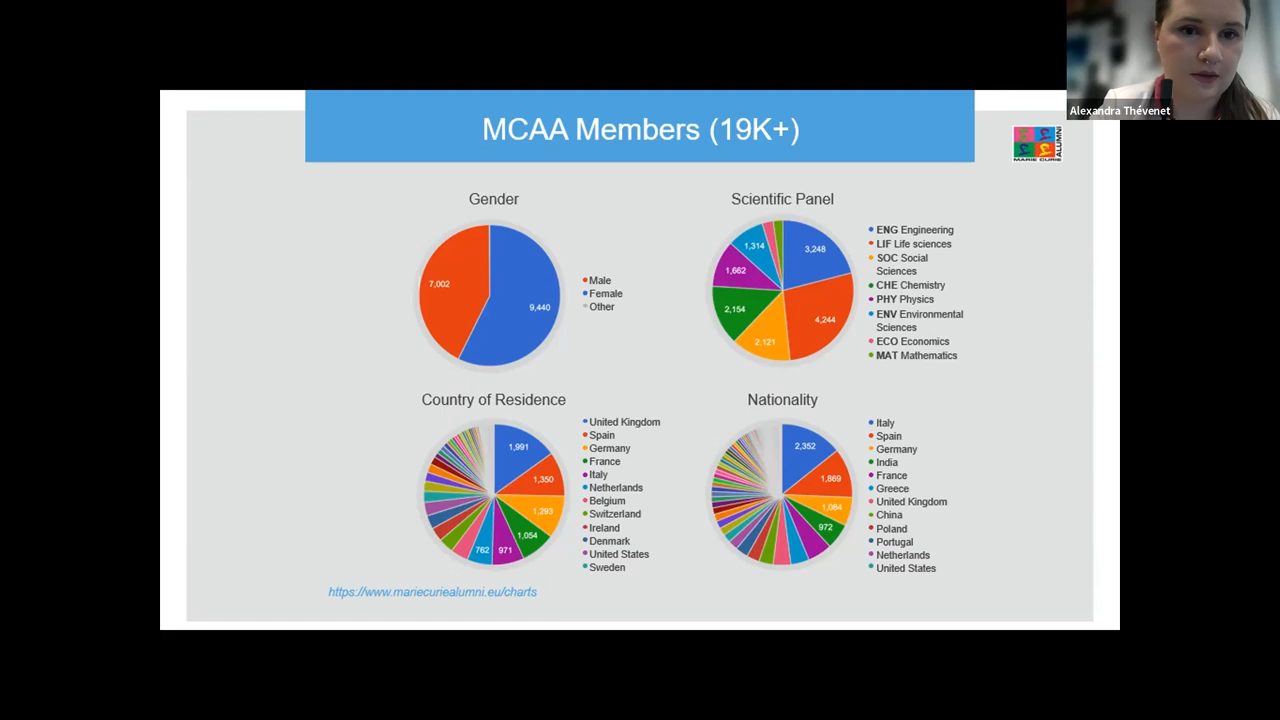 Alexandra Thévenet
MCAA Members (19K+)
MARIE CURIE
ALUMNI
Gender
7,002
9,440
Male
Female
Other
Scientific Panel
3,248
4,244
2,121
2,154
1,662
1,314
ENG Engineering
LIF Life sciences
SOC Social
Sciences
CHE Chemistry
PHY Physics
ENV Environmental
Sciences
ECO Economics
MAT Mathematics
Country of Residence
1,991
1,350
1,293
1,054
971
762
United Kingdom
Spain
Germany
France
Italy
Netherlands
Belgium
Switzerland
Ireland
Denmark
United States
Sweden
Nationality
2,352
1,869
1,084
972
Italy
Spain
Germany
India
France
Greece
United Kingdom
China
Poland
Portugal
Netherlands
United States
https://www.mariecuriealumni.eu/charts